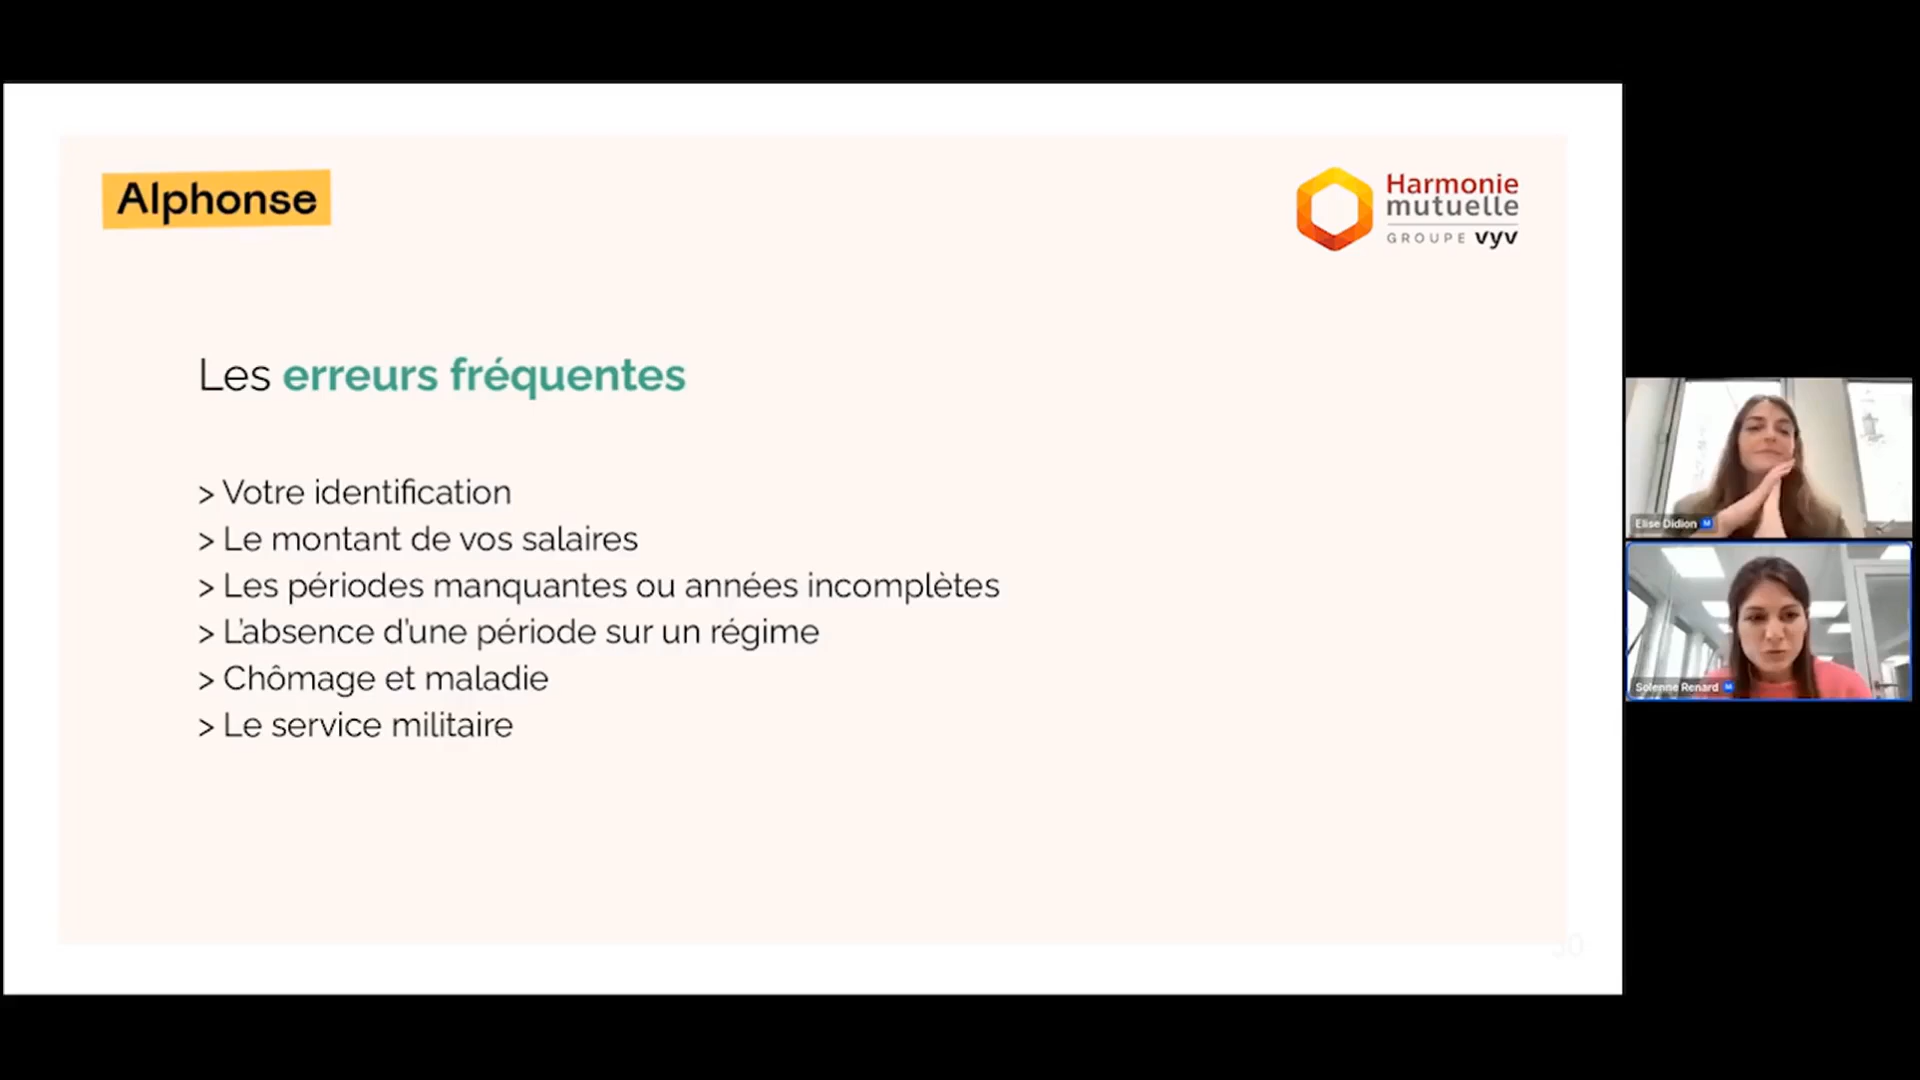 Alphonse
Harmonie
mutuelle
GROUPE vyv
Les erreurs fréquentes
> Votre identification
> Le montant de vos salaires
> Les périodes manquantes ou années incomplètes
> L'absence d'une période sur un régime
> Chômage et maladie
> Le service militaire
Elise Didion
Solenne Renard